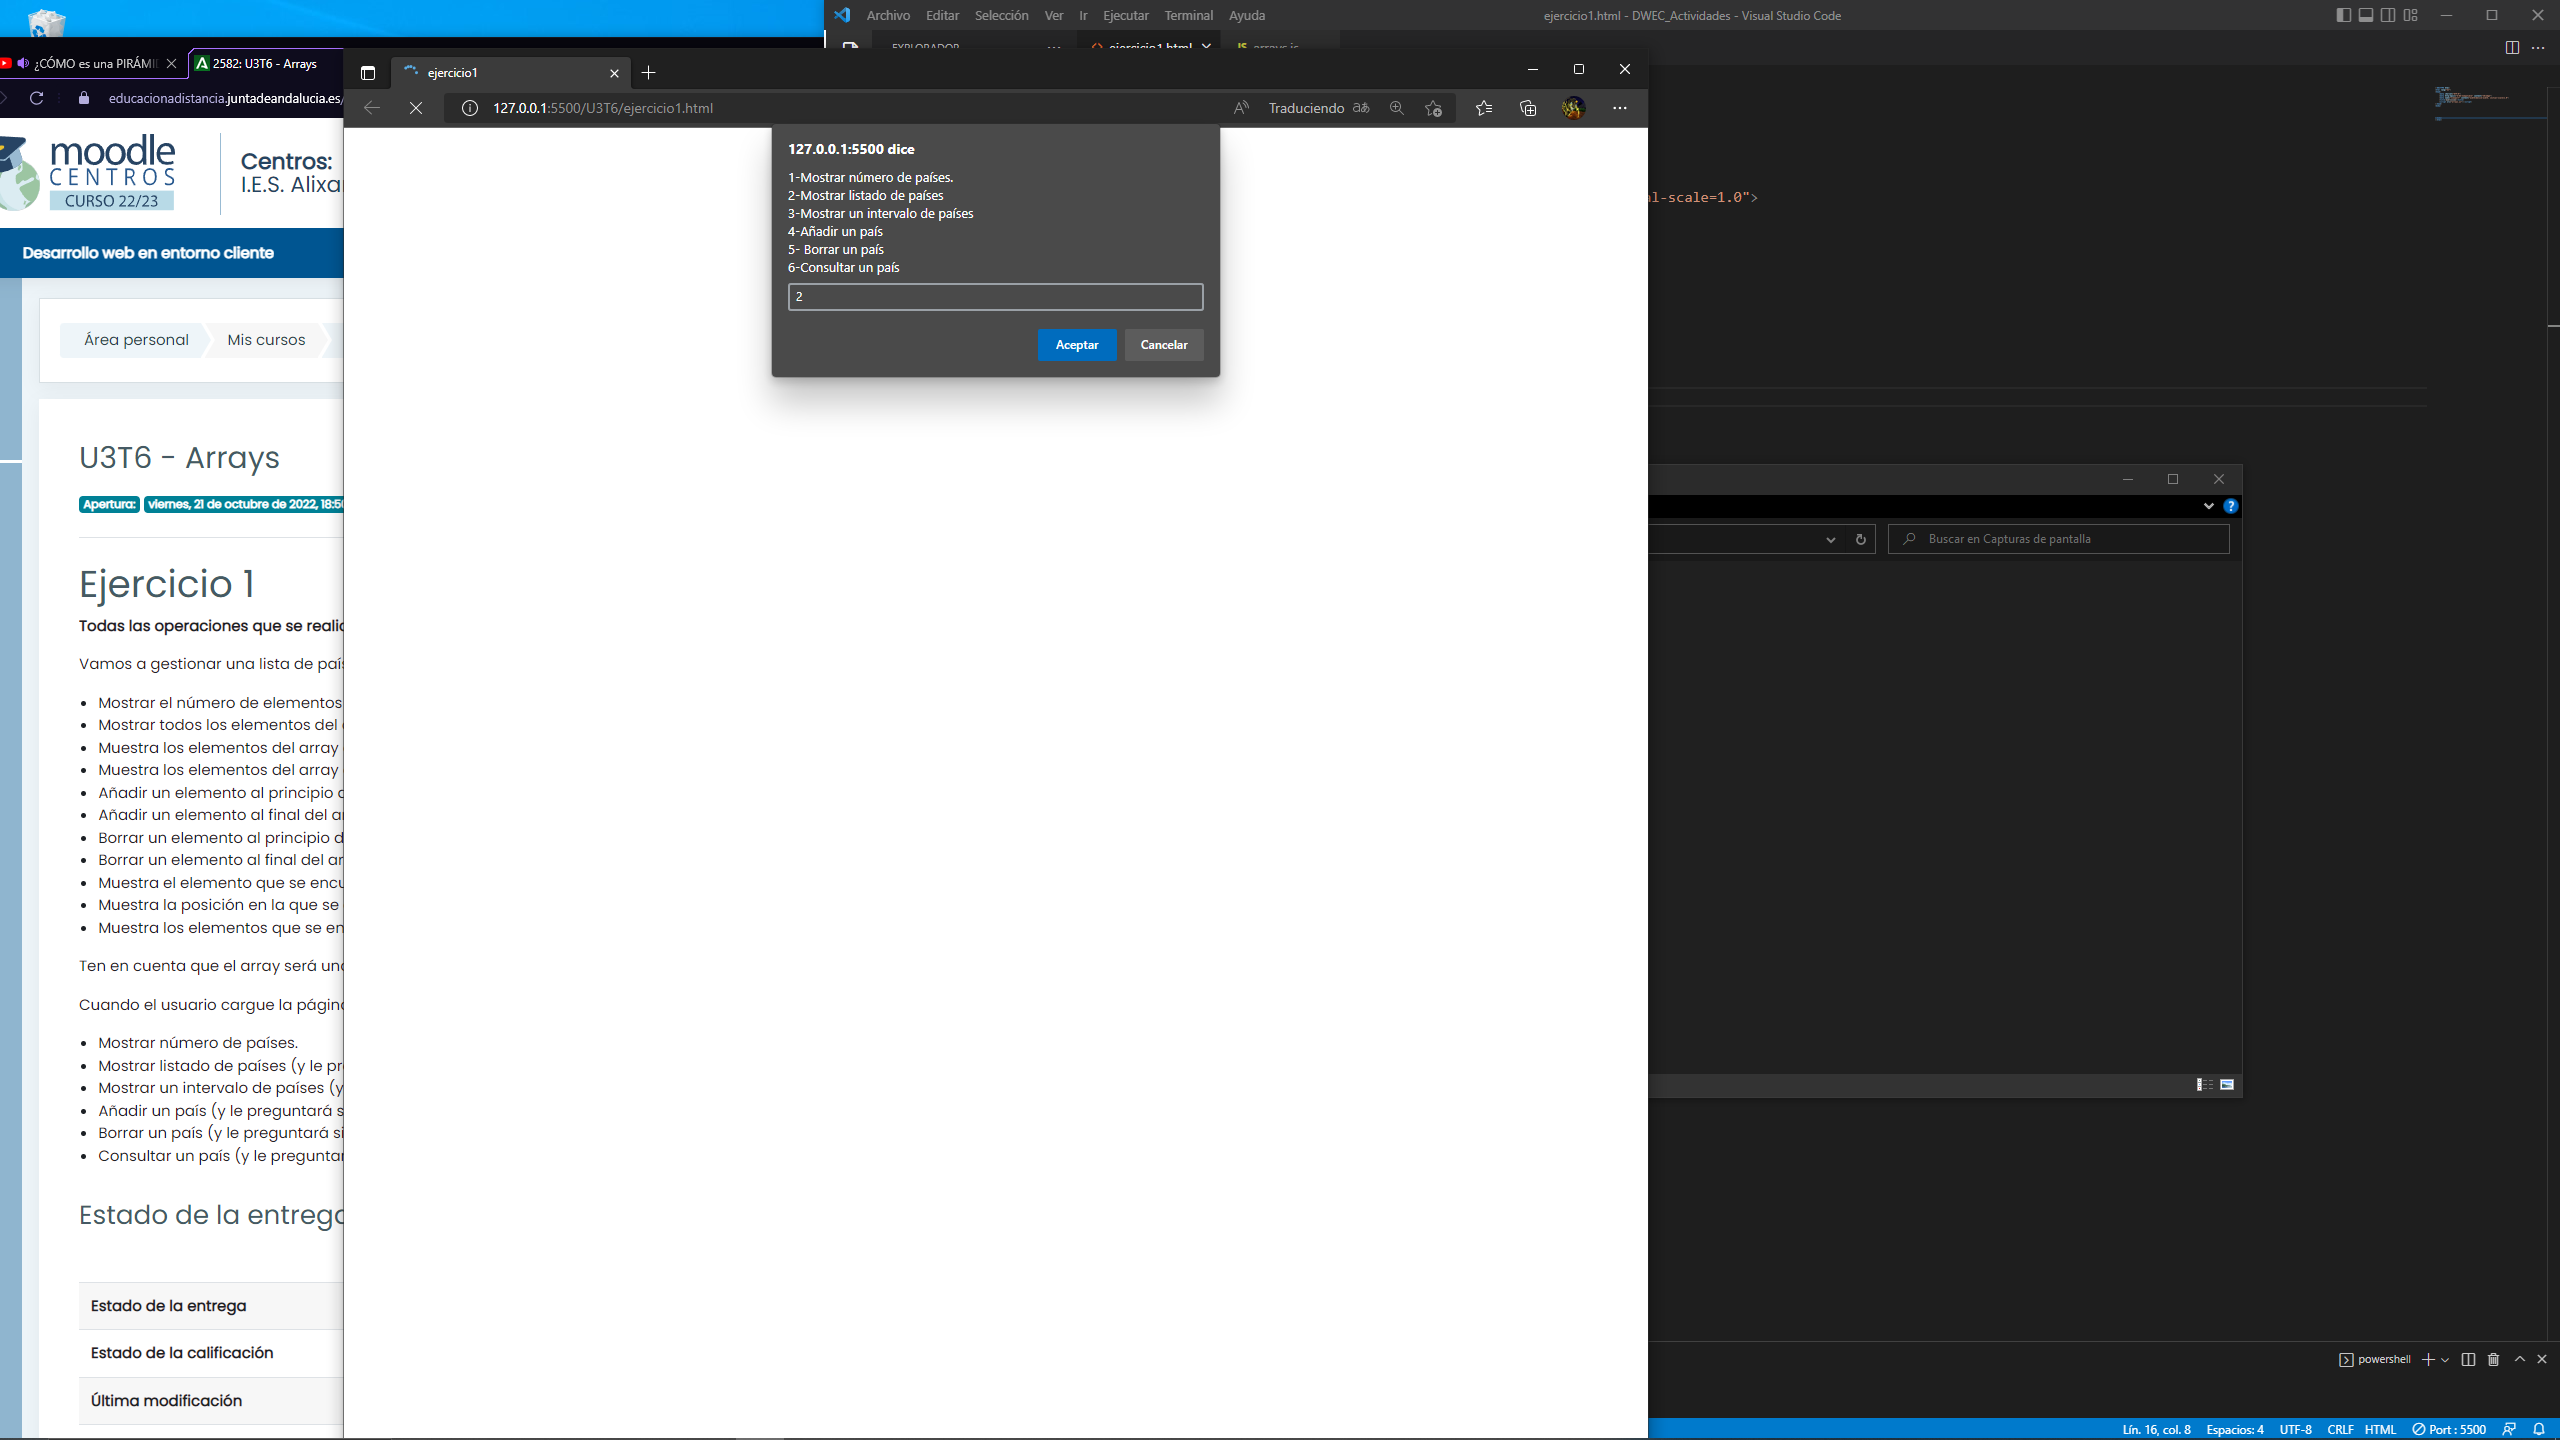 Archivo Editar Selección Ver Ir Ejecutar Terminal Ayuda
ejercicio1.html - DWEC_Actividades - Visual Studio Code
EXPLORADOR
ejercicio1.html
arrays.js
¿CÓMO es una PIRÁMI
2582: U3T6 - Arrays
educacionadistancia.juntadeandalucia.es/
ejercicio1
127.0.0.1:5500/U3T6/ejercicio1.html
Traduciendo
127.0.0.1:5500 dice
1-Mostrar número de países.
2-Mostrar listado de países
3-Mostrar un intervalo de países
4-Añadir un país
5- Borrar un país
6-Consultar un país
2
Aceptar
Cancelar
moodle
CENTROS
CURSO 22/23
Centros:
I.E.S. Alixa
Desarrollo web en entorno cliente
Área personal
Mis cursos
U3T6 - Arrays
Apertura: viernes, 21 de octubre de 2022, 18:5
Ejercicio 1
Todas las operaciones que se reali
Vamos a gestionar una lista de paí
Mostrar el número de elementos
Mostrar todos los elementos del
Muestra los elementos del array
Muestra los elementos del array
Añadir un elemento al principio
Añadir un elemento al final del a
Borrar un elemento al principio d
Borrar un elemento al final del ar
Muestra el elemento que se encu
Muestra la posición en la que se
Muestra los elementos que se en
Ten en cuenta que el array será un
Cuando el usuario cargue la págin
Mostrar número de países.
Mostrar listado de países (y le pr
Mostrar un intervalo de países (y
Añadir un país (y le preguntará s
Borrar un país (y le preguntará si
Consultar un país (y le pregunta
Estado de la entreg
Estado de la entrega
Estado de la calificación
Última modificación
l-scale=1.0">
Buscar en Capturas de pantalla
powershell
Lín. 16, col. 8 Espacios: 4 UTF-8 CRLF HTML Port : 5500